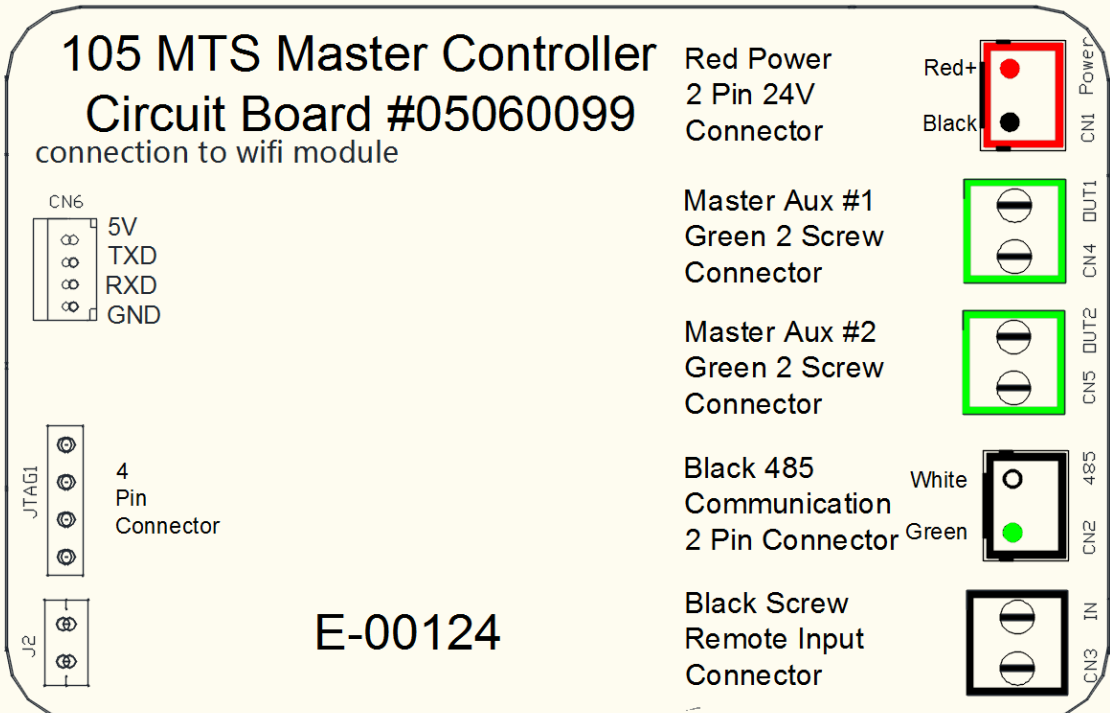 105 MTS Master Controller
Circuit Board #05060099
connection to wifi module
CN6
5V
TXD
RXD
GND
JTAG1
4
Pin
Connector
J2
E-00124
Red Power
2 Pin 24V
Connector
Red+
Black
CN1 Power
Master Aux #1
Green 2 Screw
Connector
CN4 OUT1
Master Aux #2
Green 2 Screw
Connector
CN5 OUT2
Black 485
Communication
2 Pin Connector
White
Green
CN2 485
Black Screw
Remote Input
Connector
CN3 IN